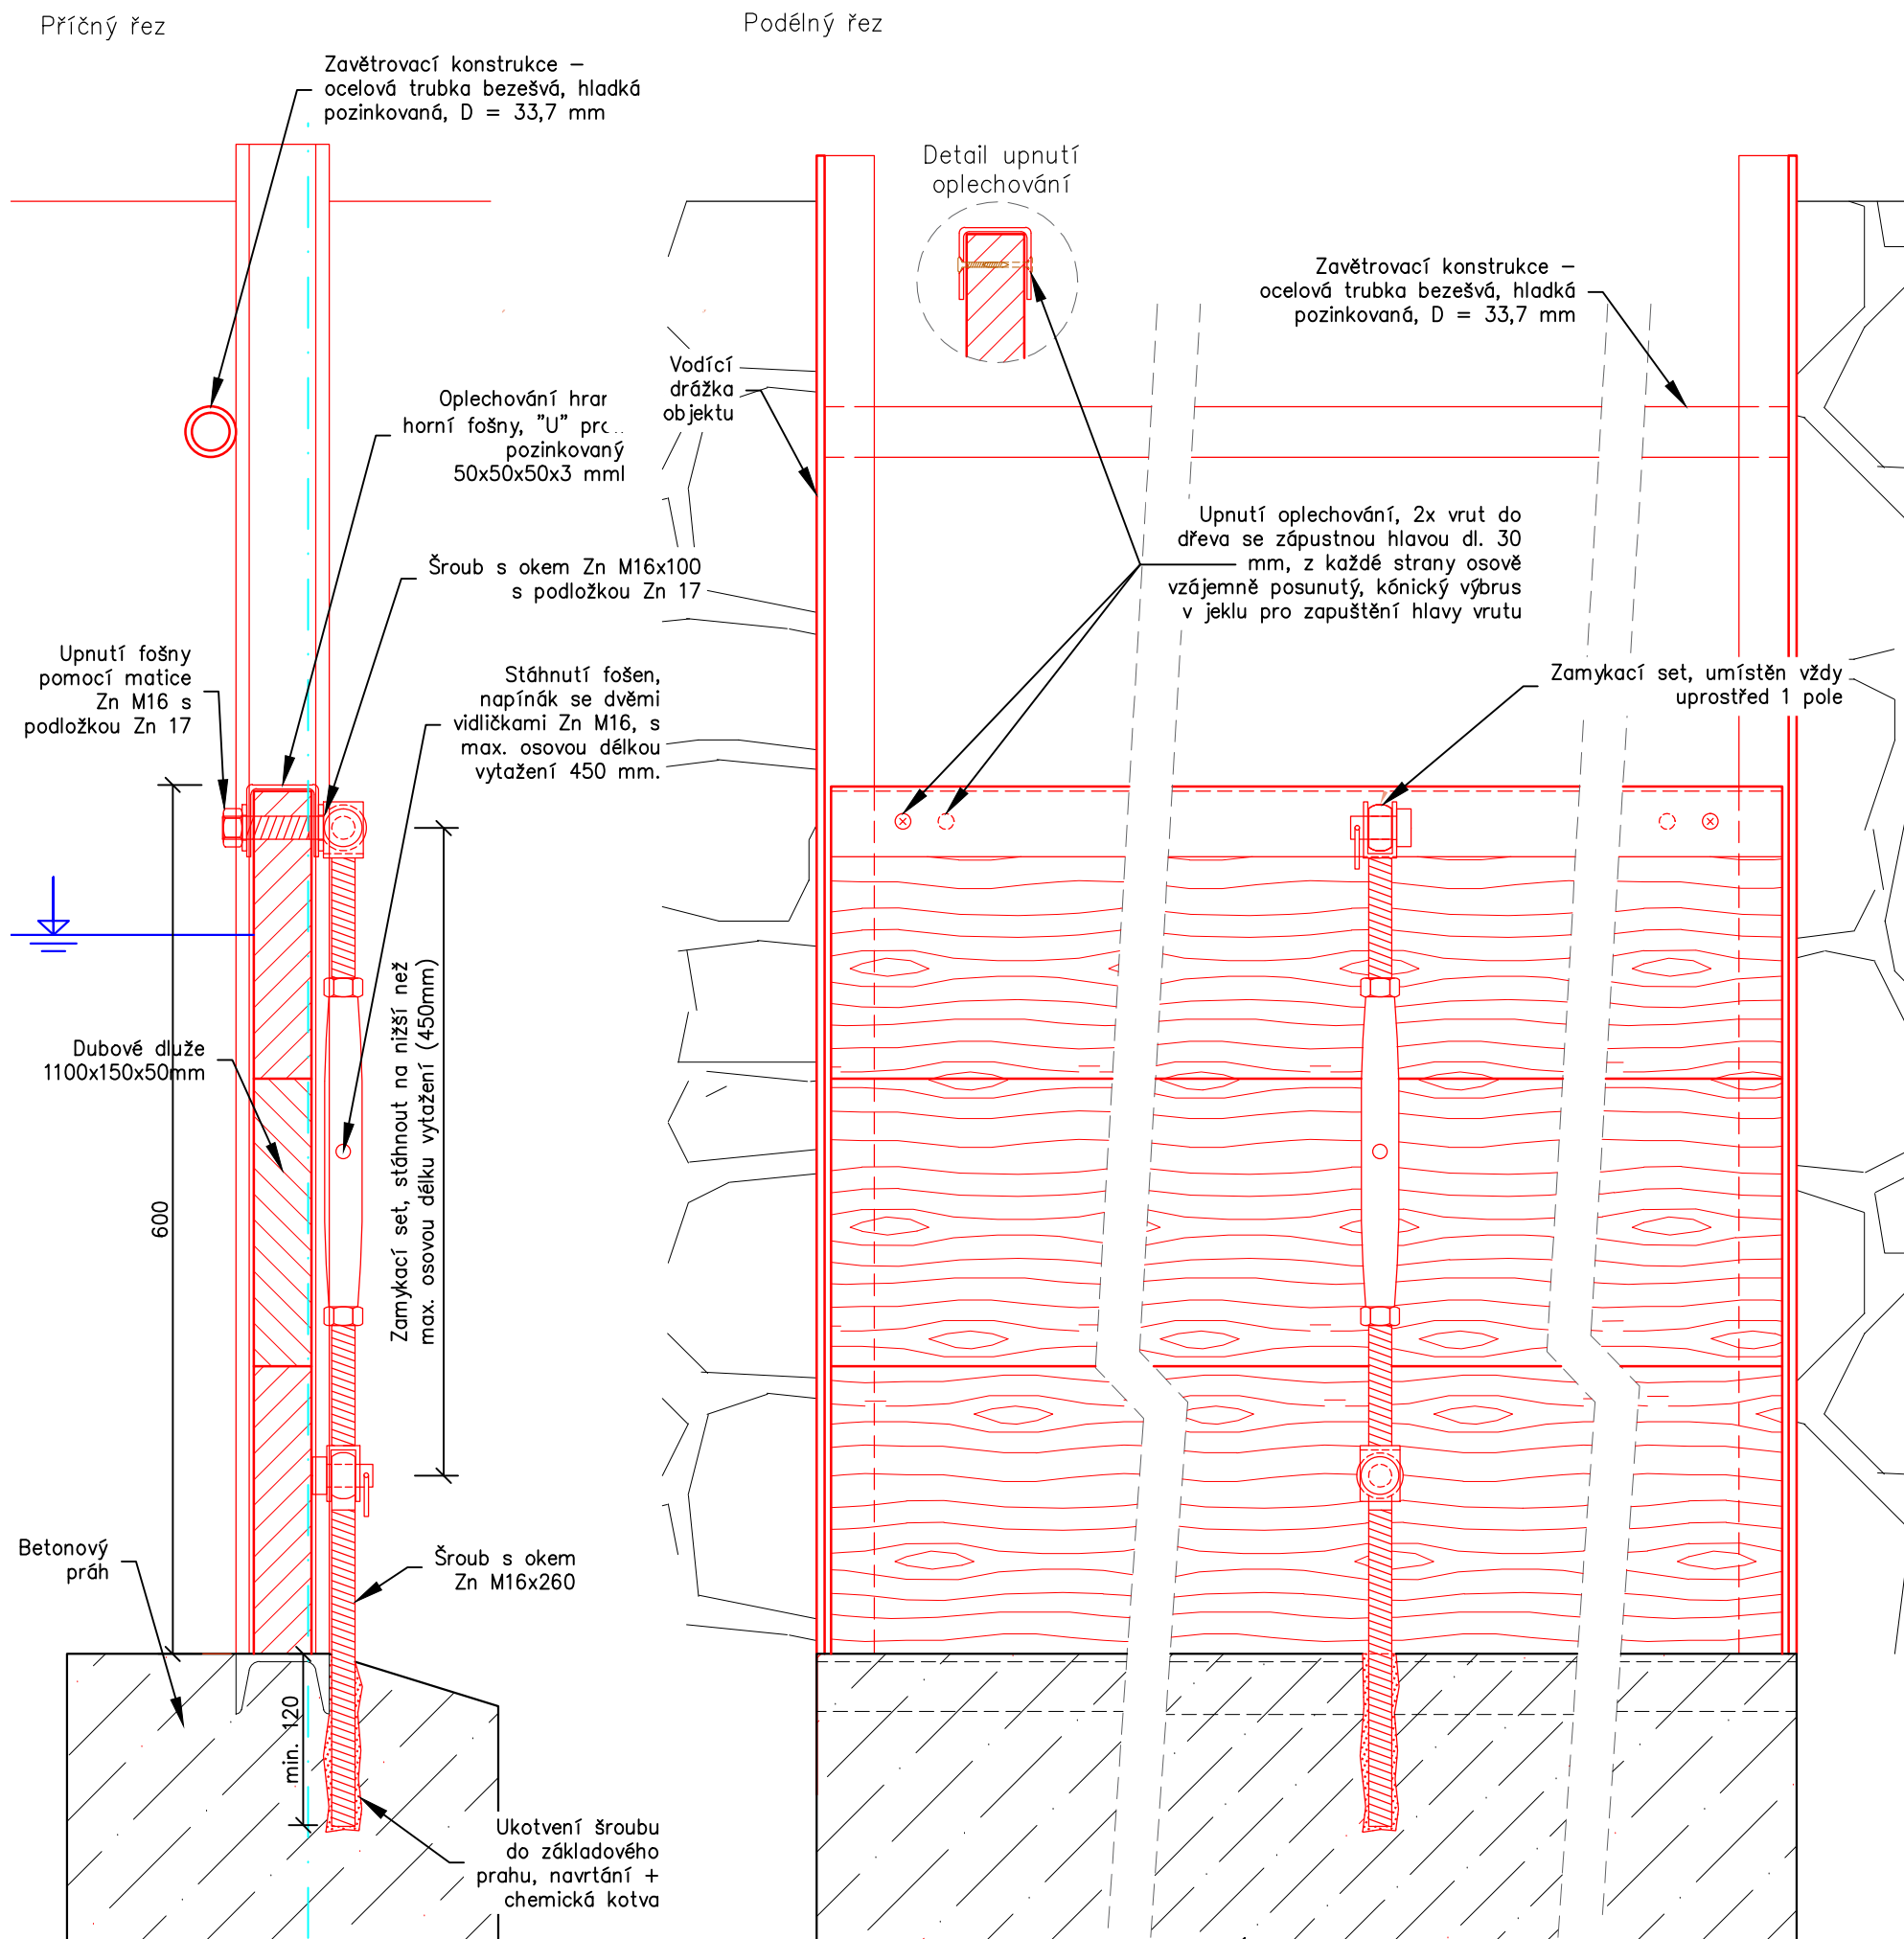 Příčný řez
Podélný řez
Zavětrovací konstrukce –
ocelová trubka bezešvá, hladká
pozinkovaná, D = 33,7 mm
Detail upnutí
oplechování
Zavětrovací konstrukce –
ocelová trubka bezešvá, hladká
pozinkovaná, D = 33,7 mm
Vodící
drážka
objektu
Oplechování
horní fošny, "U"
pozinkovaný
50x50x50x3 mml
Upnutí oplechování, 2x vrut do
dřeva se zápustnou hlavou dl. 30
mm, z každé strany osově
vzájemně posunutý, kónický výbrus
v jeklu pro zapuštění hlavy vrutu
Šroub s okem Zn M16x100
s podložkou Zn 17
Upnutí fošny
pomocí matice
Zn M16 s
podložkou Zn 17
Stáhnutí fošen,
napínák se dvěmi
vidličkami Zn M16, s
max. osovou délkou
vytažení 450 mm.
Zamykací set, umístěn vždy
uprostřed 1 pole
Zamykací set, stáhnout na nižší než
max. osovou délku vytažení (450mm)
Dubové dluže
1100x150x50mm
600
Betonový
práh
Šroub s okem
Zn M16x260
min. 120
Ukotvení šroubu
do základového
prahu, navrtání +
chemická kotva